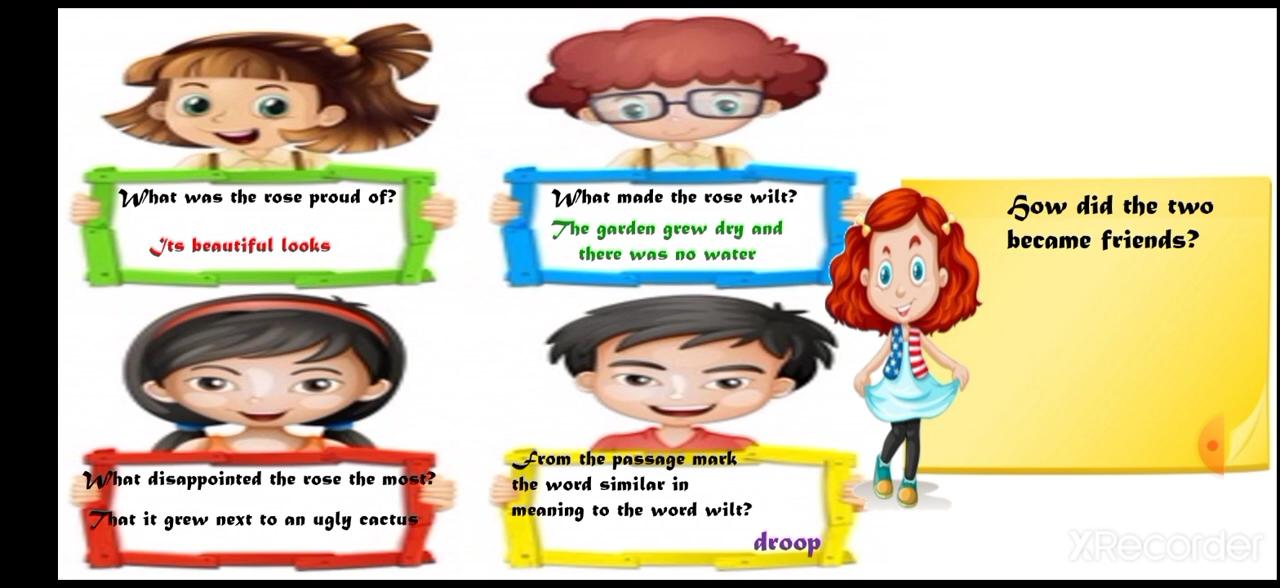 What was the rose proud of?
Its beautiful looks
What made the rose wilt?
The garden grew dry and
there was no water
How did the two
became friends?
What disappointed the rose the most?
That it grew next to an ugly cactus
From the passage mark
the word similar in
meaning to the word wilt?
droop
XRecorder